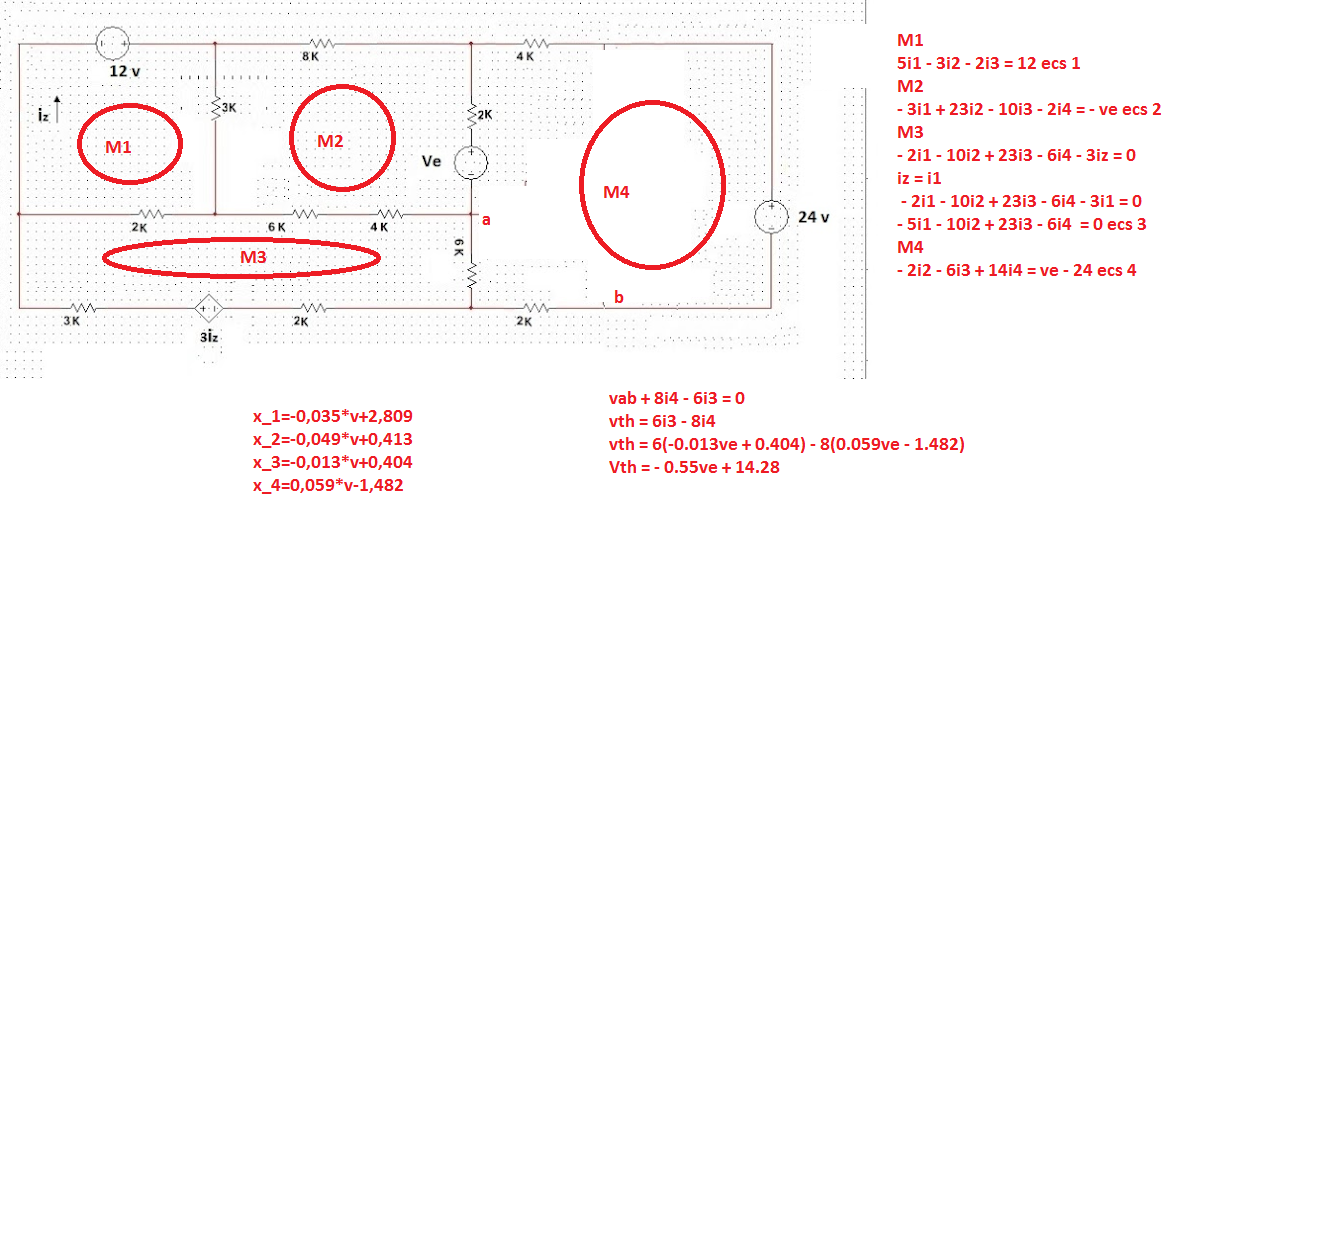 12 v
8K
4K
iz
3K
2K
M1
M2
Ve
M4
24 v
a
2K
6K
4K
6K
M3
b
3K
3iz
2K
2K
M1
5i1 - 3i2 - 2i3 = 12 ecs 1
M2
- 3i1 + 23i2 - 10i3 - 2i4 = - ve ecs 2
M3
- 2i1 - 10i2 + 23i3 - 6i4 - 3iz = 0
iz = i1
- 2i1 - 10i2 + 23i3 - 6i4 - 3i1 = 0
- 5i1 - 10i2 + 23i3 - 6i4 = 0 ecs 3
M4
- 2i2 - 6i3 + 14i4 = ve - 24 ecs 4
x_1=-0,035*v+2,809
x_2=-0,049*v+0,413
x_3=-0,013*v+0,404
x_4=0,059*v-1,482
vab + 8i4 - 6i3 = 0
vth = 6i3 - 8i4
vth = 6(-0.013ve + 0.404) - 8(0.059ve - 1.482)
Vth = - 0.55ve + 14.28